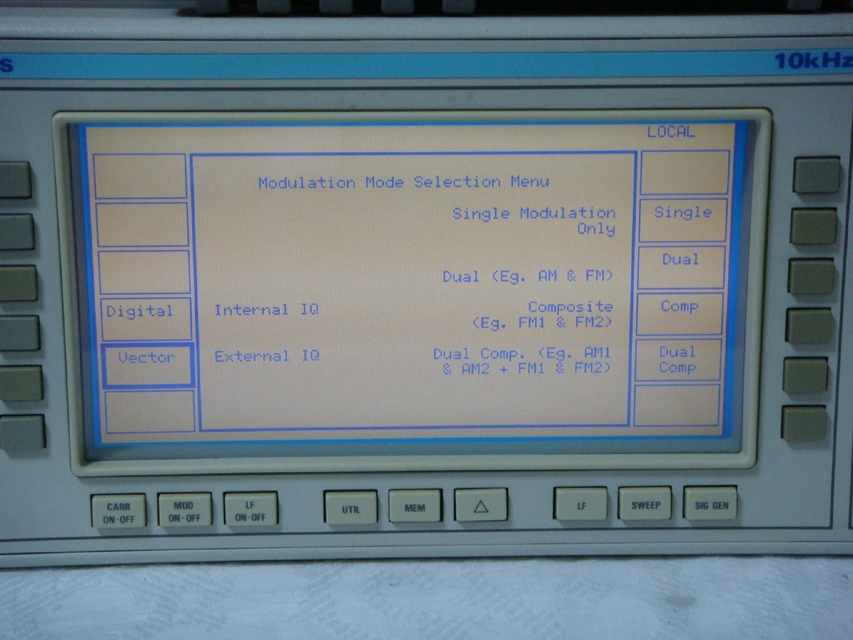 s
10kHz
LOCAL
Modulation Mode Selection Menu
Single Modulation
Only
Single
Dual (Eg. AM & FM)
Dual
Digital
Internal IQ
Composite
(Eg. FM1 & FM2)
Comp
Vector
External IQ
Dual Comp. (Eg. AM1
& AM2 + FM1 & FM2)
Dual
Comp
CARR
ON-OFF
MOD
ON-OFF
LF
ON-OFF
UTIL
MEM
LF
SWEEP
SIG GEN